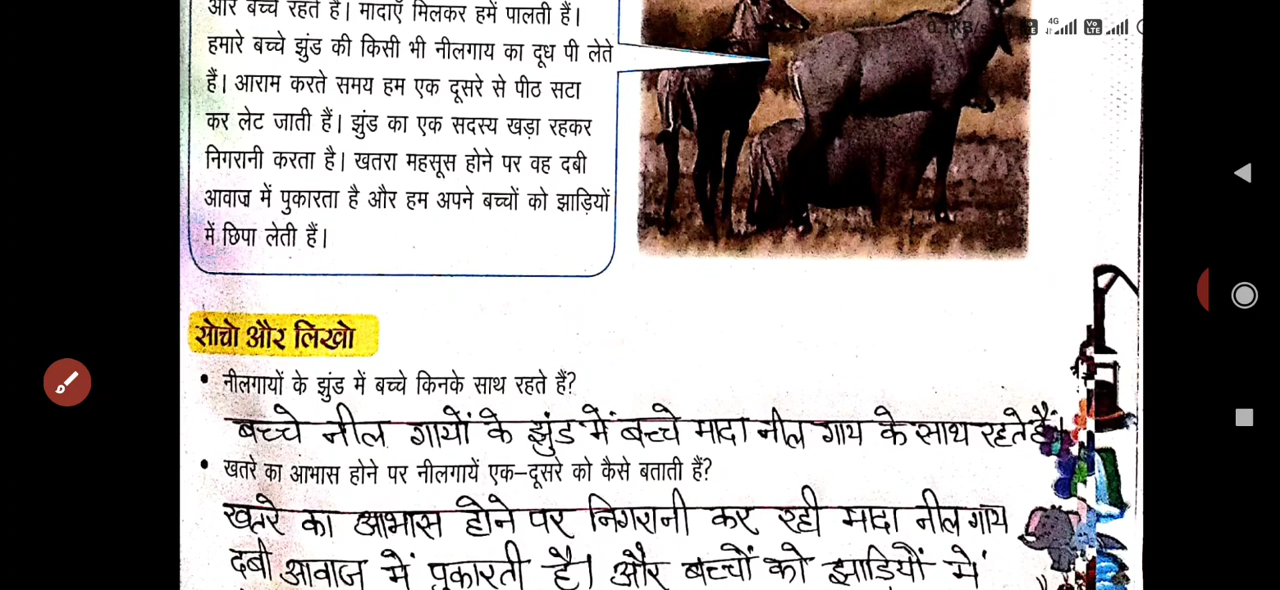 और बच्चे रहते हैं। मादाएँ मिलकर हमें पालती हैं।
हमारे बच्चे झुंड की किसी भी नीलगाय का दूध पी लेते
हैं। आराम करते समय हम एक दूसरे से पीठ सटा
कर लेट जाती हैं। झुंड का एक सदस्य खड़ा रहकर
निगरानी करता है। खतरा महसूस होने पर वह दबी
आवाज में पुकारता है और हम अपने बच्चों को झाड़ियों
में छिपा लेती हैं।
4G
Vo LTE
सोचो और लिखो
• नीलगायों के झुंड में बच्चे किनके साथ रहते हैं?
बच्चे नील गायों के झुंड में बच्चे मादा नील गाय के साथ रहते हैं।
• खतरे का आभास होने पर नीलगायें एक-दूसरे को कैसे बताती हैं?
खतरे का आभास होने पर निगरानी कर रही मादा नील गाय
दबी आवाज में पुकारती है। और बच्चों को झाड़ियों में